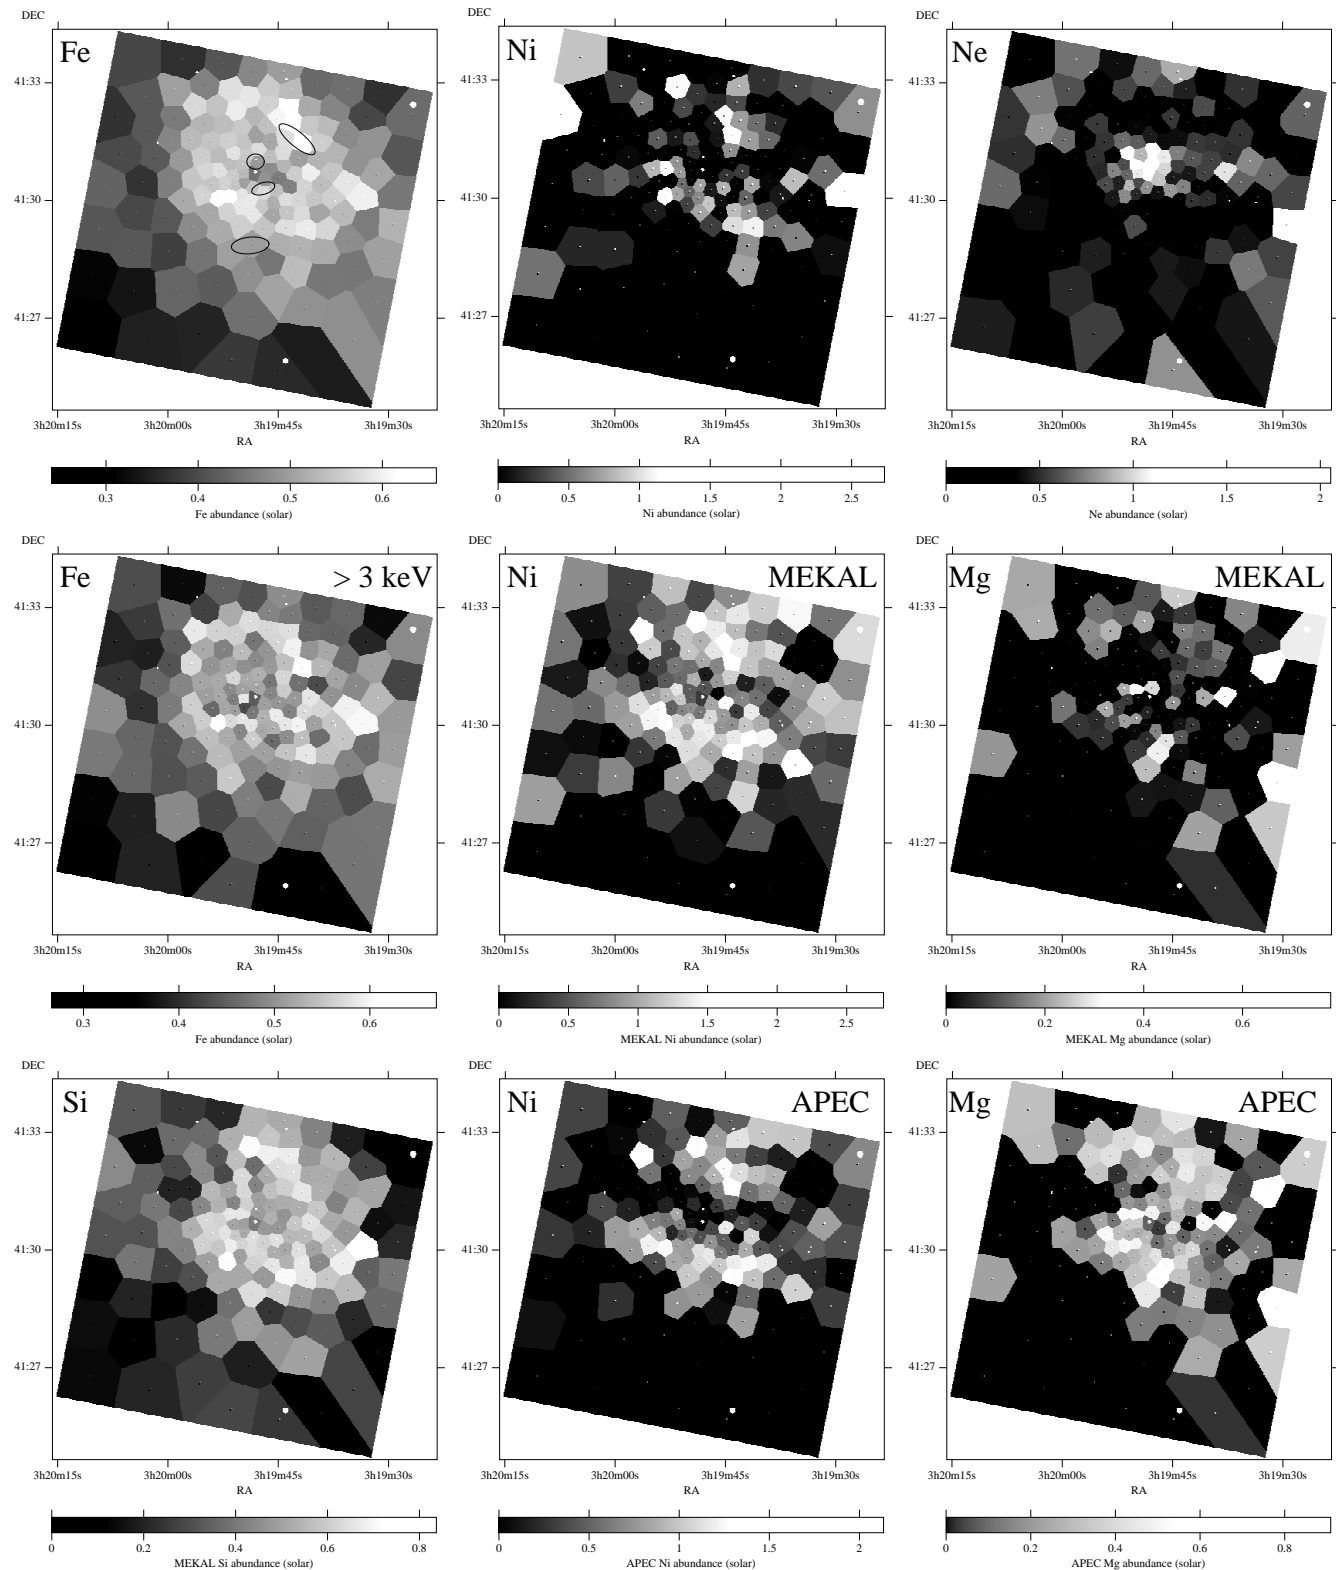 DEC DEC DEC
Fe Ni Ne
41:33 41:33 41:33
41:30 41:30 41:30
41:27 41:27 41:27
3h20m15s 3h20m00s 3h19m45s 3h19m30s 3h20m15s 3h20m00s 3h19m45s 3h19m30s 3h20m15s 3h20m00s 3h19m45s 3h19m30s
RA RA RA
0.3 0.4 0.5 0.6 0 0.5 1 1.5 2 2.5 0 0.5 1 1.5 2
Fe abundance (solar) Ni abundance (solar) Ne abundance (solar)
DEC DEC DEC
Fe > 3 keV Ni MEKAL Mg MEKAL
41:33 41:33 41:33
41:30 41:30 41:30
41:27 41:27 41:27
3h20m15s 3h20m00s 3h19m45s 3h19m30s 3h20m15s 3h20m00s 3h19m45s 3h19m30s 3h20m15s 3h20m00s 3h19m45s 3h19m30s
RA RA RA
0.3 0.4 0.5 0.6 0 0.5 1 1.5 2 2.5 0 0.2 0.4 0.6
Fe abundance (solar) MEKAL Ni abundance (solar) MEKAL Mg abundance (solar)
DEC DEC DEC
Si Ni APEC Mg APEC
41:33 41:33 41:33
41:30 41:30 41:30
41:27 41:27 41:27
3h20m15s 3h20m00s 3h19m45s 3h19m30s 3h20m15s 3h20m00s 3h19m45s 3h19m30s 3h20m15s 3h20m00s 3h19m45s 3h19m30s
RA RA RA
0 0.2 0.4 0.6 0.8 0 0.5 1 1.5 2 0 0.2 0.4 0.6 0.8
MEKAL Si abundance (solar) APEC Ni abundance (solar) APEC Mg abundance (solar)